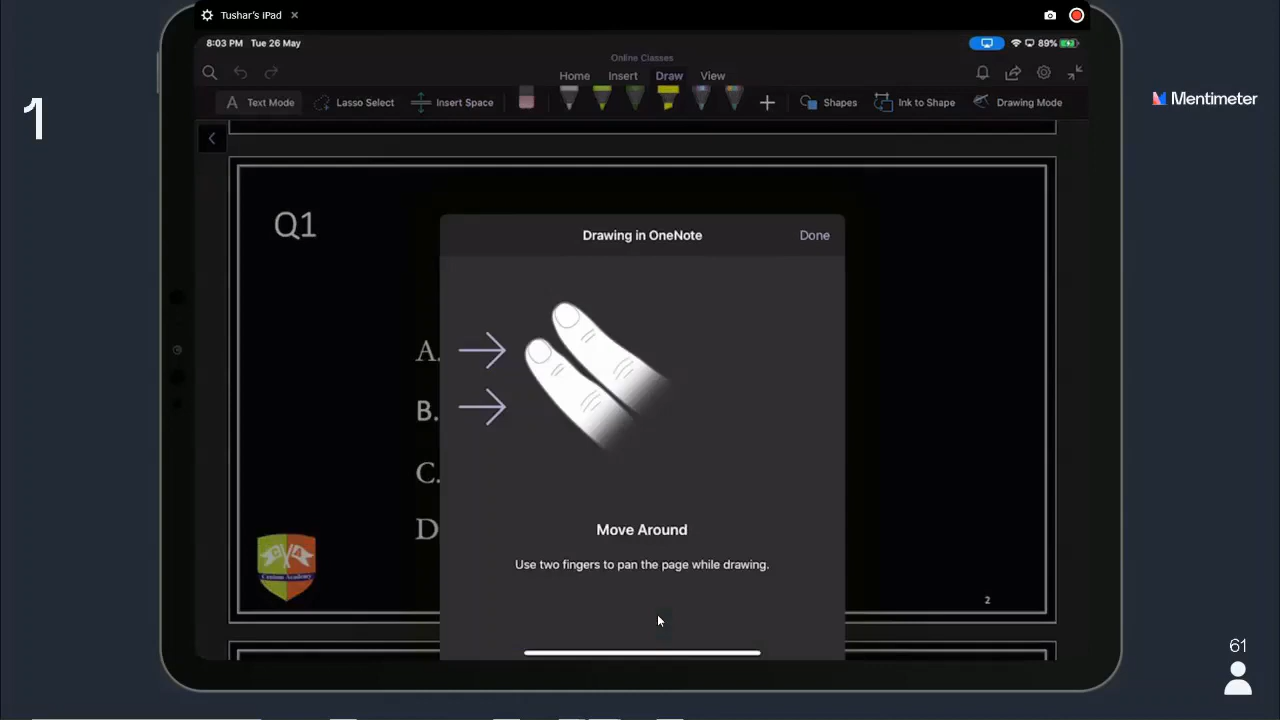 Tushar's iPad
8:03 PM Tue 26 May
89%
Online Classes
Home Insert Draw View
Text Mode Lasso Select Insert Space Shapes Ink to Shape Drawing Mode
1
Mentimeter
Q1
Drawing in OneNote
Done
A.
B.
C.
D
Move Around
Use two fingers to pan the page while drawing.
2
61